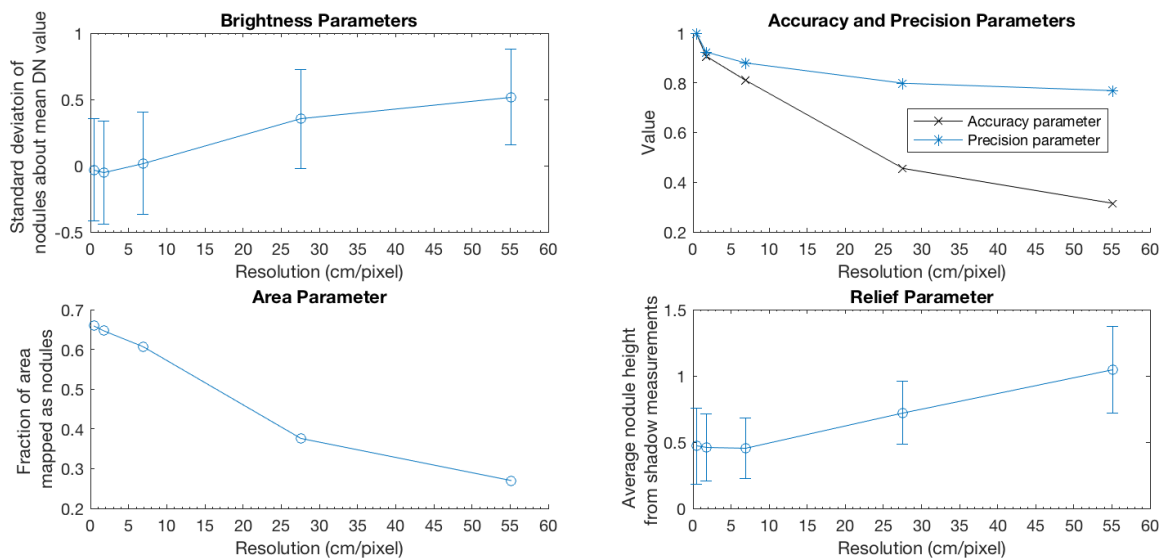 Brightness Parameters
Standard deviatoin of
nodules about mean DN value
1
0.5
0
-0.5
0 5 10 15 20 25 30 35 40 45 50 55 60
Resolution (cm/pixel)
Accuracy and Precision Parameters
Value
1
0.8
0.6
0.4
0.2
Accuracy parameter
Precision parameter
0 5 10 15 20 25 30 35 40 45 50 55 60
Resolution (cm/pixel)
Area Parameter
Fraction of area
mapped as nodules
0.7
0.6
0.5
0.4
0.3
0.2
0 5 10 15 20 25 30 35 40 45 50 55 60
Resolution (cm/pixel)
Relief Parameter
Average nodule height
from shadow measurements
1.5
1
0.5
0
0 5 10 15 20 25 30 35 40 45 50 55 60
Resolution (cm/pixel)